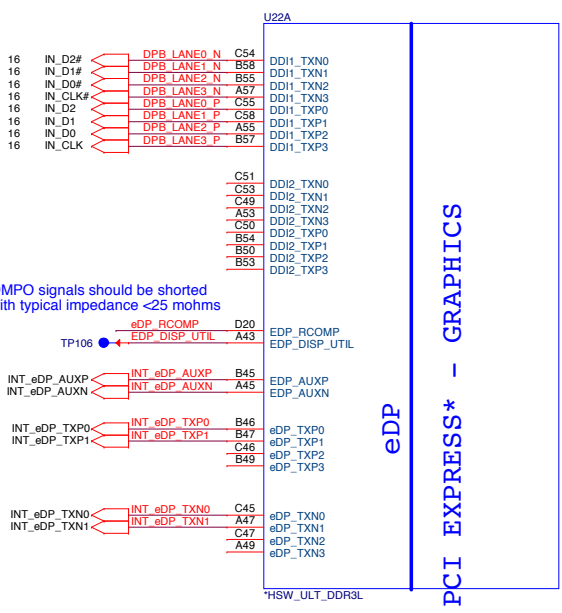 U22A
16 IN_D2# DPB_LANE0_N C54 DDI1_TXN0
16 IN_D1# DPB_LANE1_N B58 DDI1_TXN1
16 IN_D0# DPB_LANE2_N B55 DDI1_TXN2
16 IN_CLK# DPB_LANE3_N A57 DDI1_TXN3
16 IN_D2 DPB_LANE0_P C55 DDI1_TXP0
16 IN_D1 DPB_LANE1_P C58 DDI1_TXP1
16 IN_D0 DPB_LANE2_P A55 DDI1_TXP2
16 IN_CLK DPB_LANE3_P B57 DDI1_TXP3
C51 DDI2_TXN0
C53 DDI2_TXN1
C49 DDI2_TXN2
A53 DDI2_TXN3
C50 DDI2_TXP0
B54 DDI2_TXP1
B50 DDI2_TXP2
B53 DDI2_TXP3
MPO signals should be shorted
ith typical impedance <25 mohms
eDP_RCOMP D20 EDP_RCOMP
TP106 EDP_DISP_UTIL A43 EDP_DISP_UTIL
INT_eDP_AUXP INT_eDP_AUXP B45 EDP_AUXP
INT_eDP_AUXN INT_eDP_AUXN A45 EDP_AUXN
INT_eDP_TXP0 INT_eDP_TXP0 B46 eDP_TXP0
INT_eDP_TXP1 INT_eDP_TXP1 B47 eDP_TXP1
C46 eDP_TXP2
B49 eDP_TXP3
INT_eDP_TXN0 INT_eDP_TXN0 C45 eDP_TXN0
INT_eDP_TXN1 INT_eDP_TXN1 A47 eDP_TXN1
C47 eDP_TXN2
A49 eDP_TXN3
eDP
PCI EXPRESS* - GRAPHICS
*HSW_ULT_DDR3L